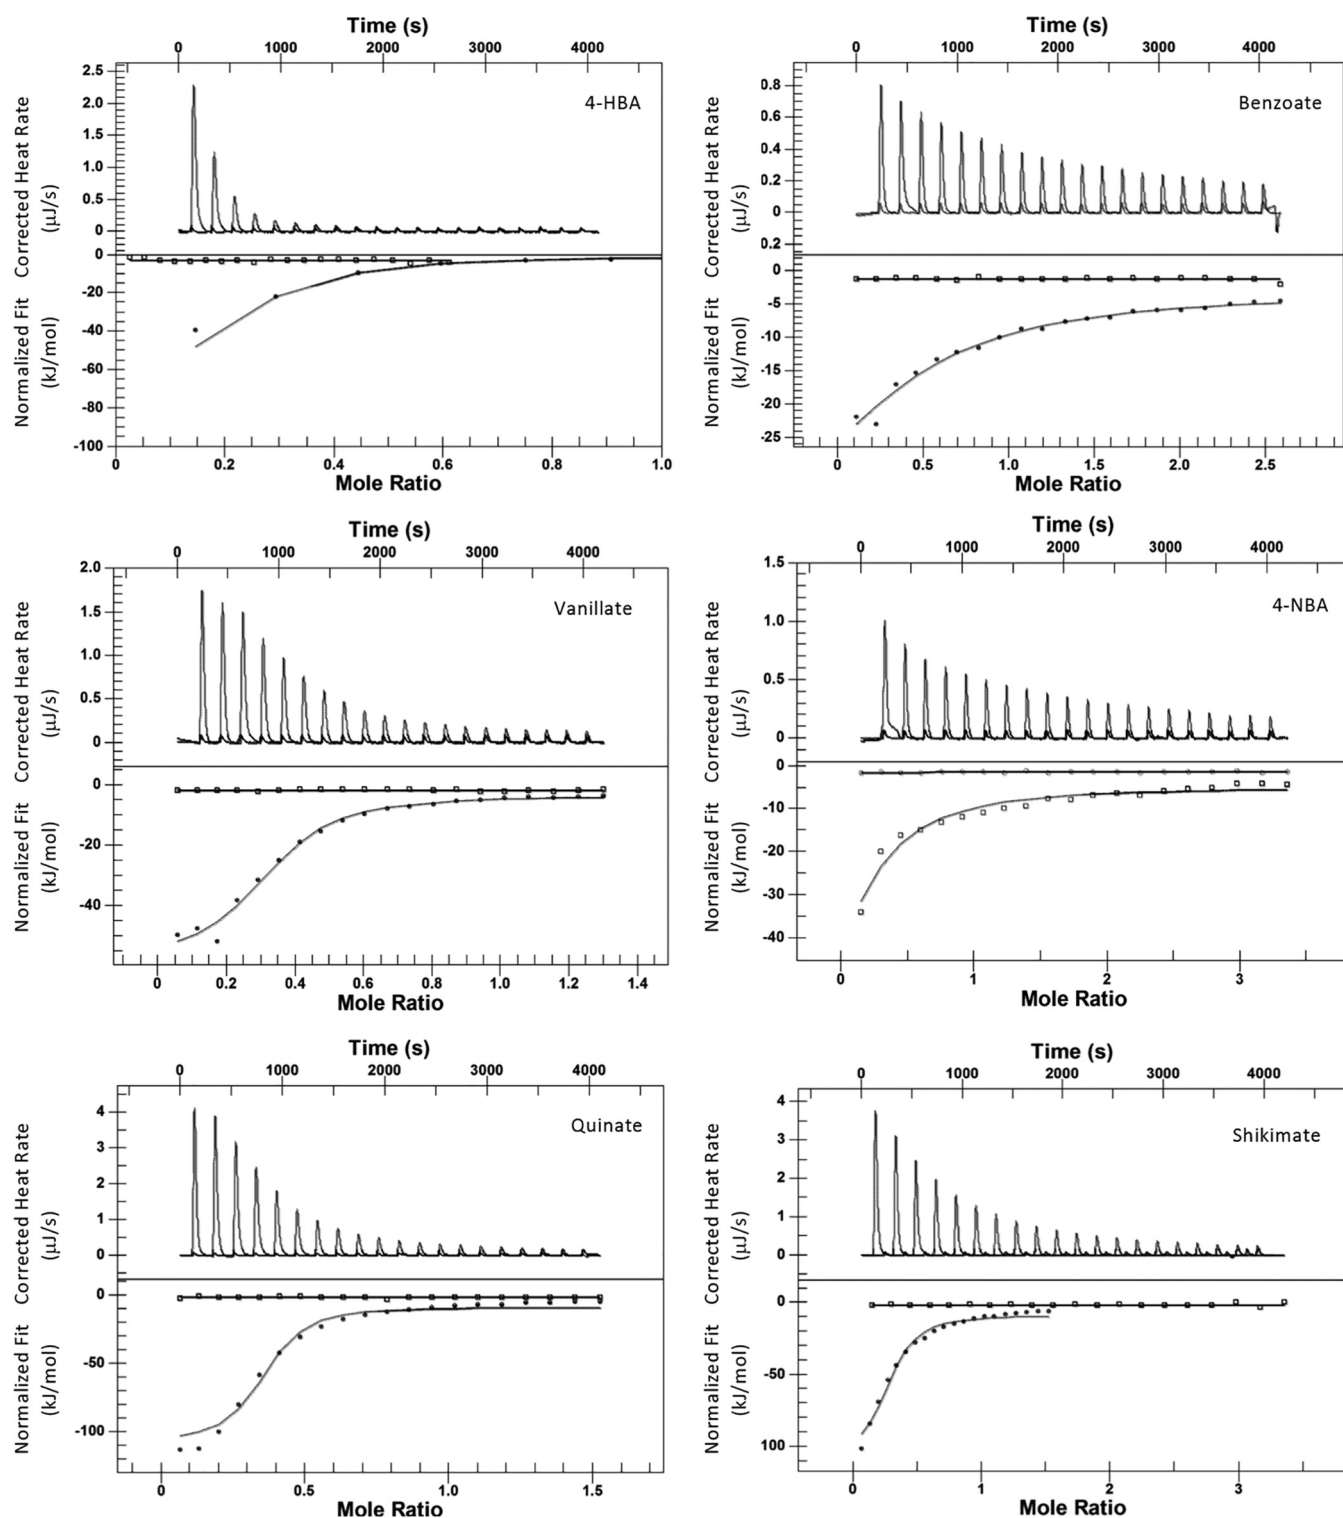 Time (s)
0 1000 2000 3000 4000
2.5
2.0
1.5
1.0
0.5
0
Corrected Heat Rate
(µJ/s)
4-HBA
0
-20
-40
-60
-80
-100
Normalized Fit
(kJ/mol)
0 0.2 0.4 0.6 0.8 1.0
Mole Ratio
Time (s)
0 1000 2000 3000 4000
0.8
0.6
0.4
0.2
0
0.2
Corrected Heat Rate
(µJ/s)
Benzoate
0
-5
-10
-15
-20
-25
Normalized Fit
(kJ/mol)
0 0.5 1.0 1.5 2.0 2.5
Mole Ratio
Time (s)
0 1000 2000 3000 4000
2.0
1.5
1.0
0.5
0
Corrected Heat Rate
(µJ/s)
Vanillate
0
-20
-40
Normalized Fit
(kJ/mol)
0 0.2 0.4 0.6 0.8 1.0 1.2 1.4
Mole Ratio
Time (s)
0 1000 2000 3000 4000
1.5
1.0
0.5
0
Corrected Heat Rate
(µJ/s)
4-NBA
0
-10
-20
-30
-40
Normalized Fit
(kJ/mol)
0 1 2 3
Mole Ratio
Time (s)
0 1000 2000 3000 4000
4
3
2
1
0
Corrected Heat Rate
(µJ/s)
Quinate
0
-50
-100
Normalized Fit
(kJ/mol)
0 0.5 1.0 1.5
Mole Ratio
Time (s)
0 1000 2000 3000 4000
4
3
2
1
0
Corrected Heat Rate
(µJ/s)
Shikimate
0
-50
100
Normalized Fit
(kJ/mol)
0 1 2 3
Mole Ratio